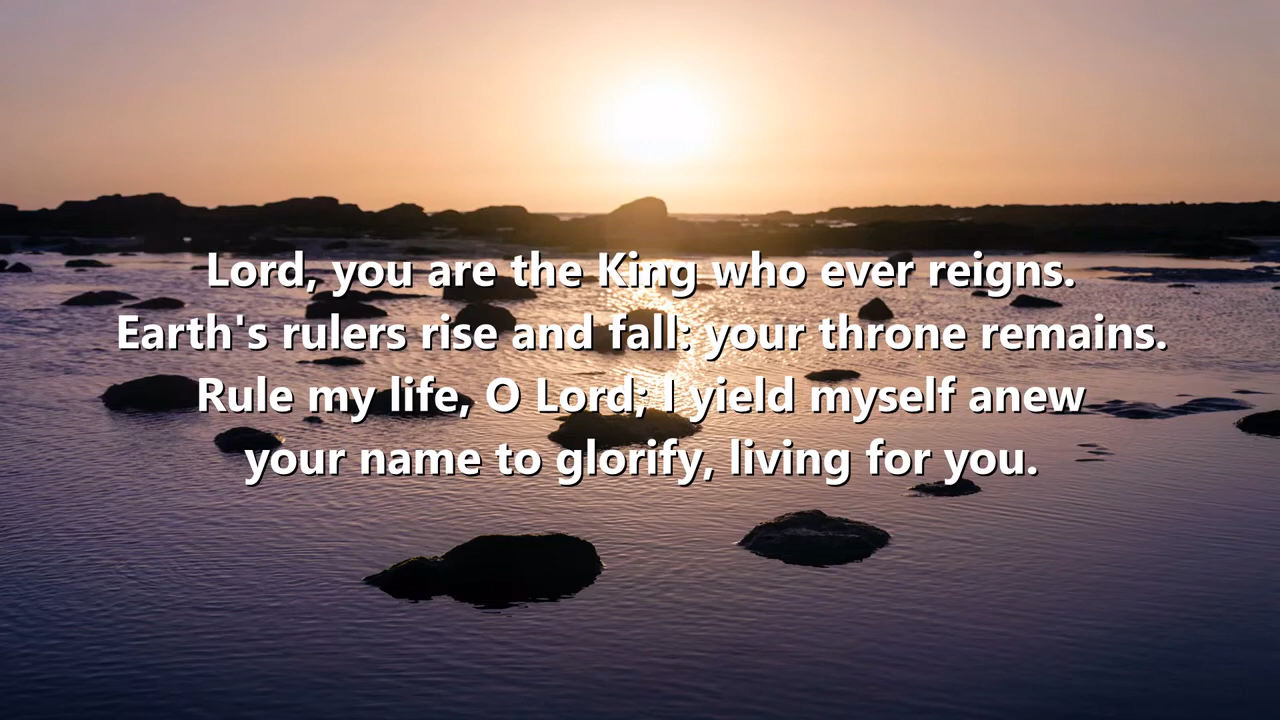 Lord, you are the King who ever reigns.
Earth's rulers rise and fall: your throne remains.
Rule my life, O Lord; I yield myself anew
your name to glorify, living for you.